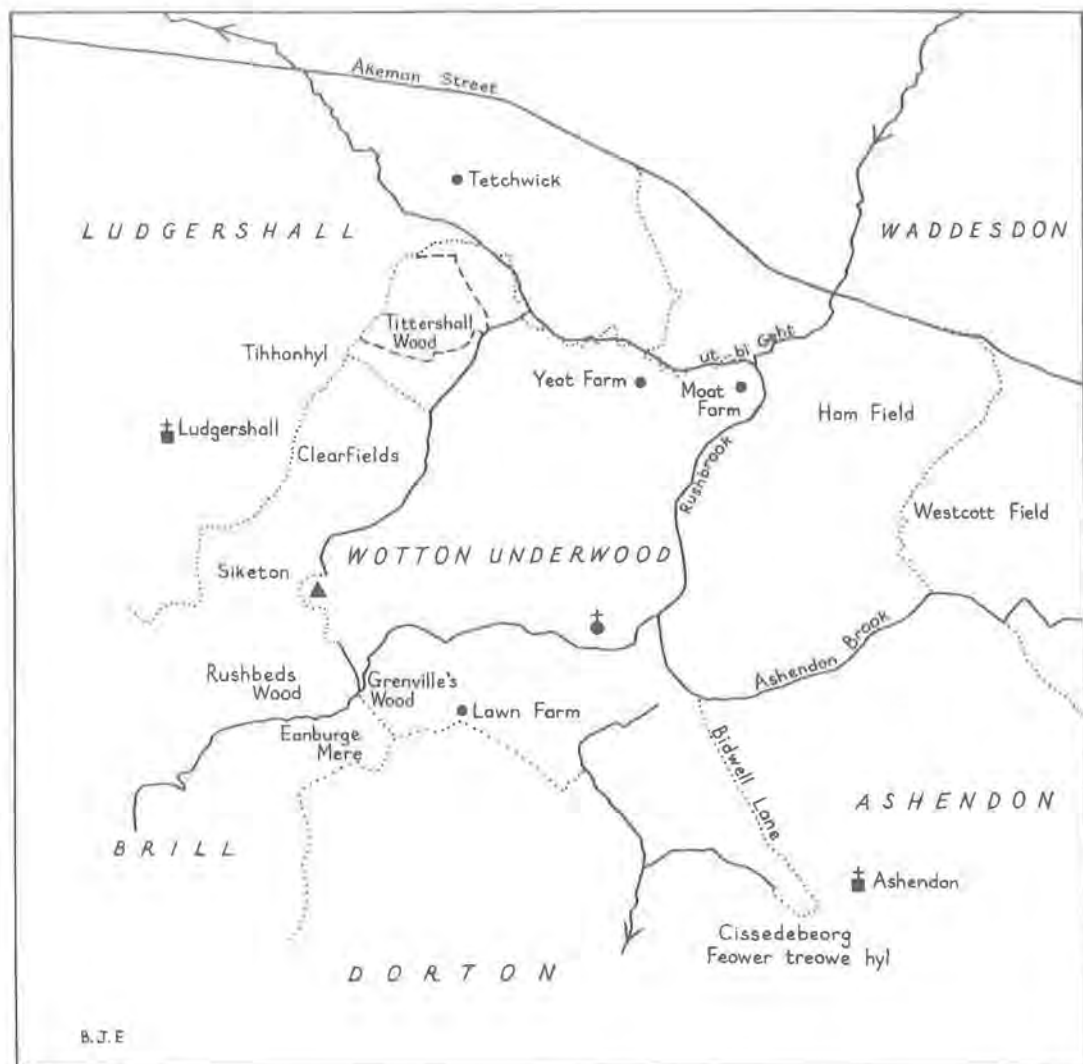 Akeman Street
Tetchwick
LUDGERSHALL
WADDESDON
Tittershall
Wood
Tihhanhyl
ut-bi Geht
Yeat Farm
Moat
Farm
Ham Field
Ludgershall
Clearfields
Rushbrook
Westcott Field
WOTTON UNDERWOOD
Siketon
Ashendon Brook
Rushbeds
Wood
Grenville's
Wood
Lawn Farm
Eanburge
Mere
Bidwell Lane
ASHENDON
BRILL
Ashendon
Cissedebeorg
Feower treowe hyl
DORTON
B.J.E